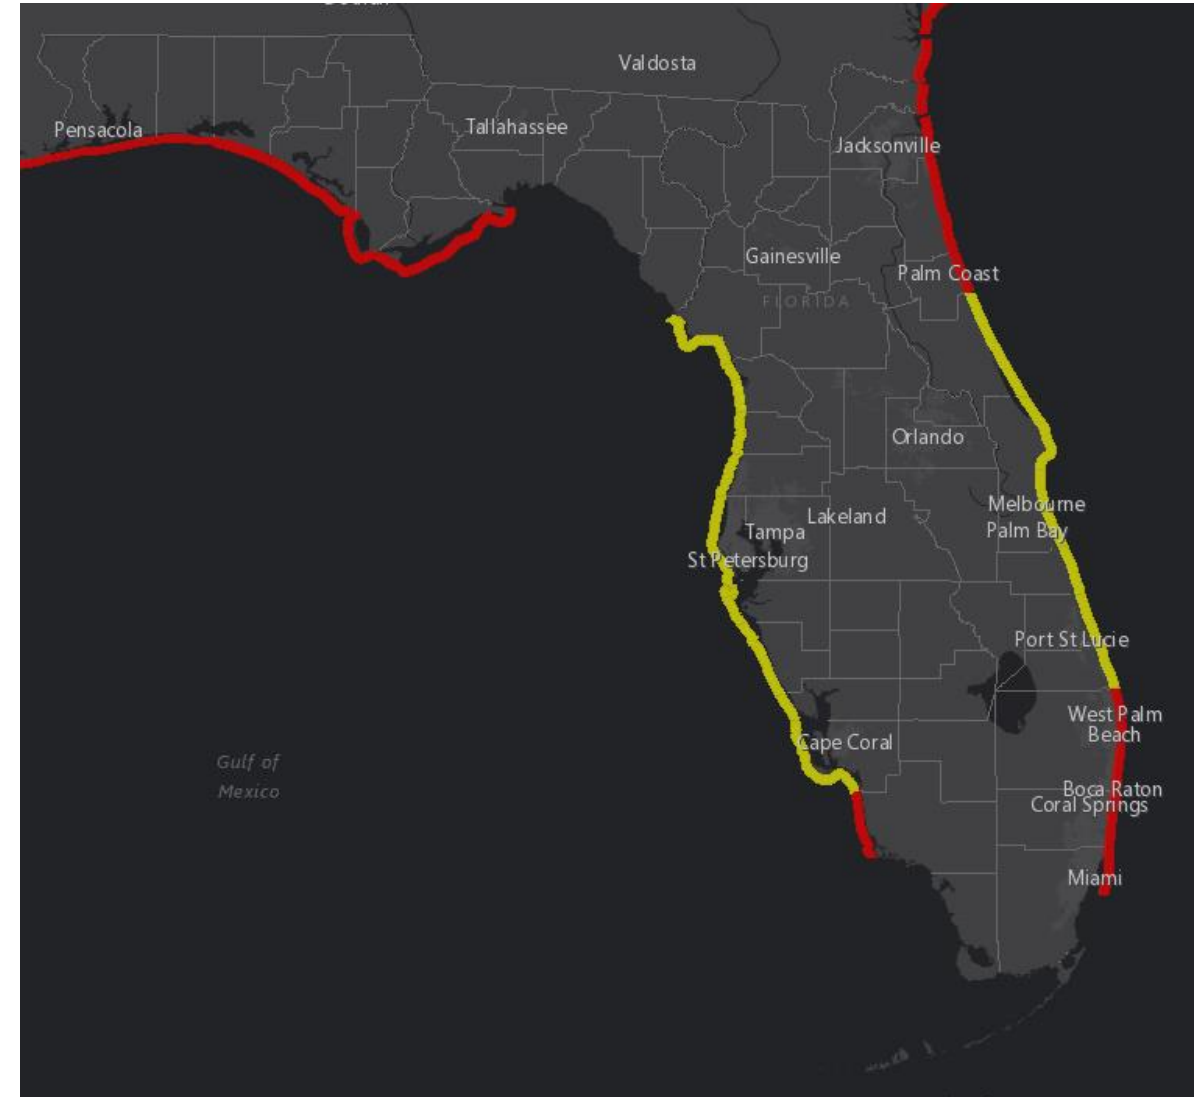 Valdosta
Pensacola
Tallahassee
Jacksonville
Gainesville
Palm Coast
FLORIDA
Orlando
Melbourne
Lakeland
Tampa
Palm Bay
St Petersburg
Port St Lucie
West Palm
Beach
Cape Coral
Gulf of
Mexico
Boca Raton
Coral Springs
Miami